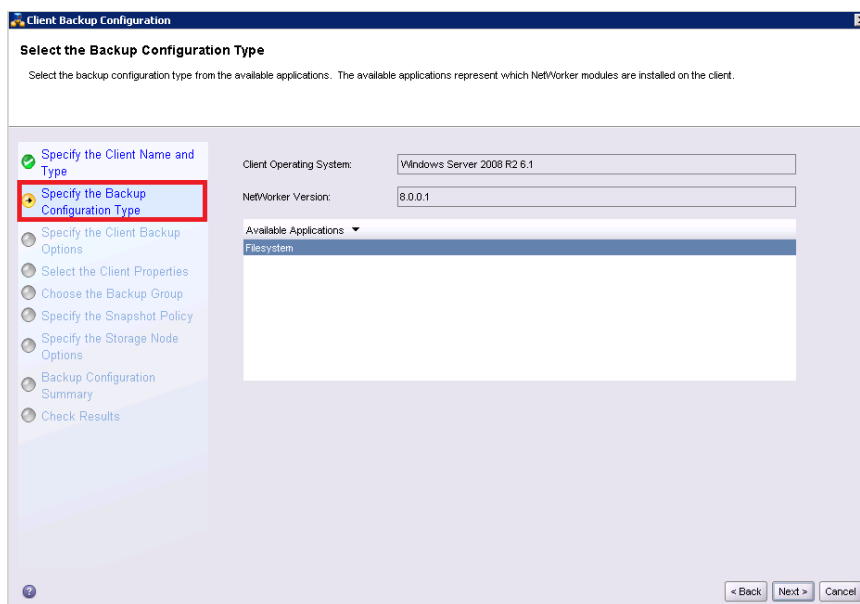 Client Backup Configuration
Select the Backup Configuration Type
Select the backup configuration type from the available applications. The available applications represent which NetWorker modules are installed on the client.
Specify the Client Name and
Type
Specify the Backup
Configuration Type
Specify the Client Backup
Options
Select the Client Properties
Choose the Backup Group
Specify the Snapshot Policy
Specify the Storage Node
Options
Backup Configuration
Summary
Check Results
Client Operating System:
Windows Server 2008 R2 6.1
NetWorker Version:
8.0.0.1
Available Applications
Filesystem
?
< Back
Next >
Cancel